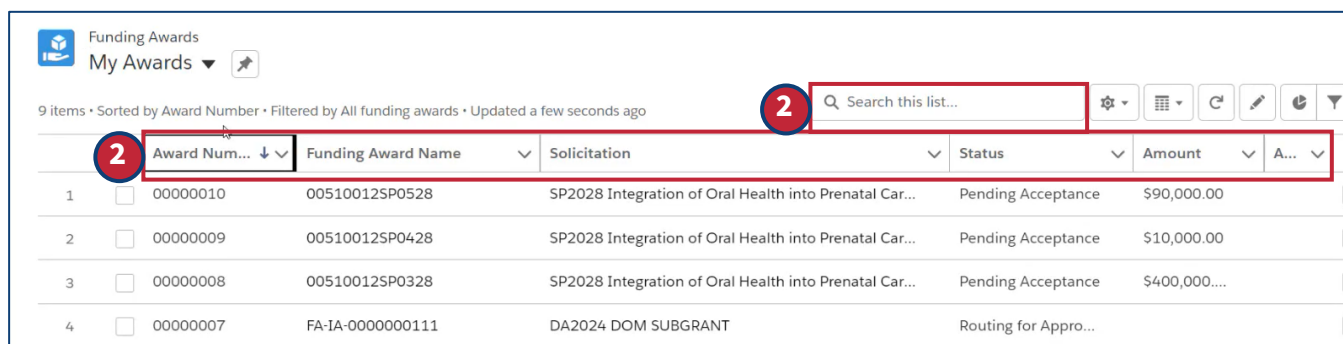 Funding Awards
My Awards
9 items • Sorted by Award Number • Filtered by All funding awards • Updated a few seconds ago
2
Search this list...
2
Award Num... Funding Award Name Solicitation Status Amount A...
1 00000010 00510012SP0528 SP2028 Integration of Oral Health into Prenatal Car... Pending Acceptance $90,000.00
2 00000009 00510012SP0428 SP2028 Integration of Oral Health into Prenatal Car... Pending Acceptance $10,000.00
3 00000008 00510012SP0328 SP2028 Integration of Oral Health into Prenatal Car... Pending Acceptance $400,000....
4 00000007 FA-IA-0000000111 DA2024 DOM SUBGRANT Routing for Appro...